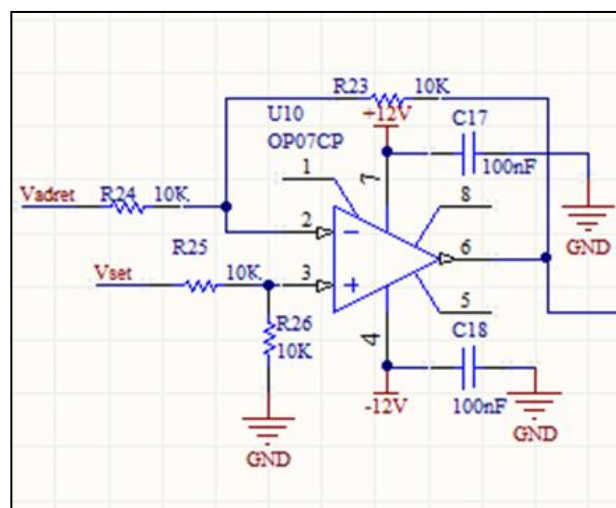 R23 10K
+12V
U10
OP07CP
C17
100nF
1
7
8
Vadret R24 10K
2
6
GND
R25
Vset 10K
3
5
R26
10K
4
C18
-12V
100nF
GND
GND